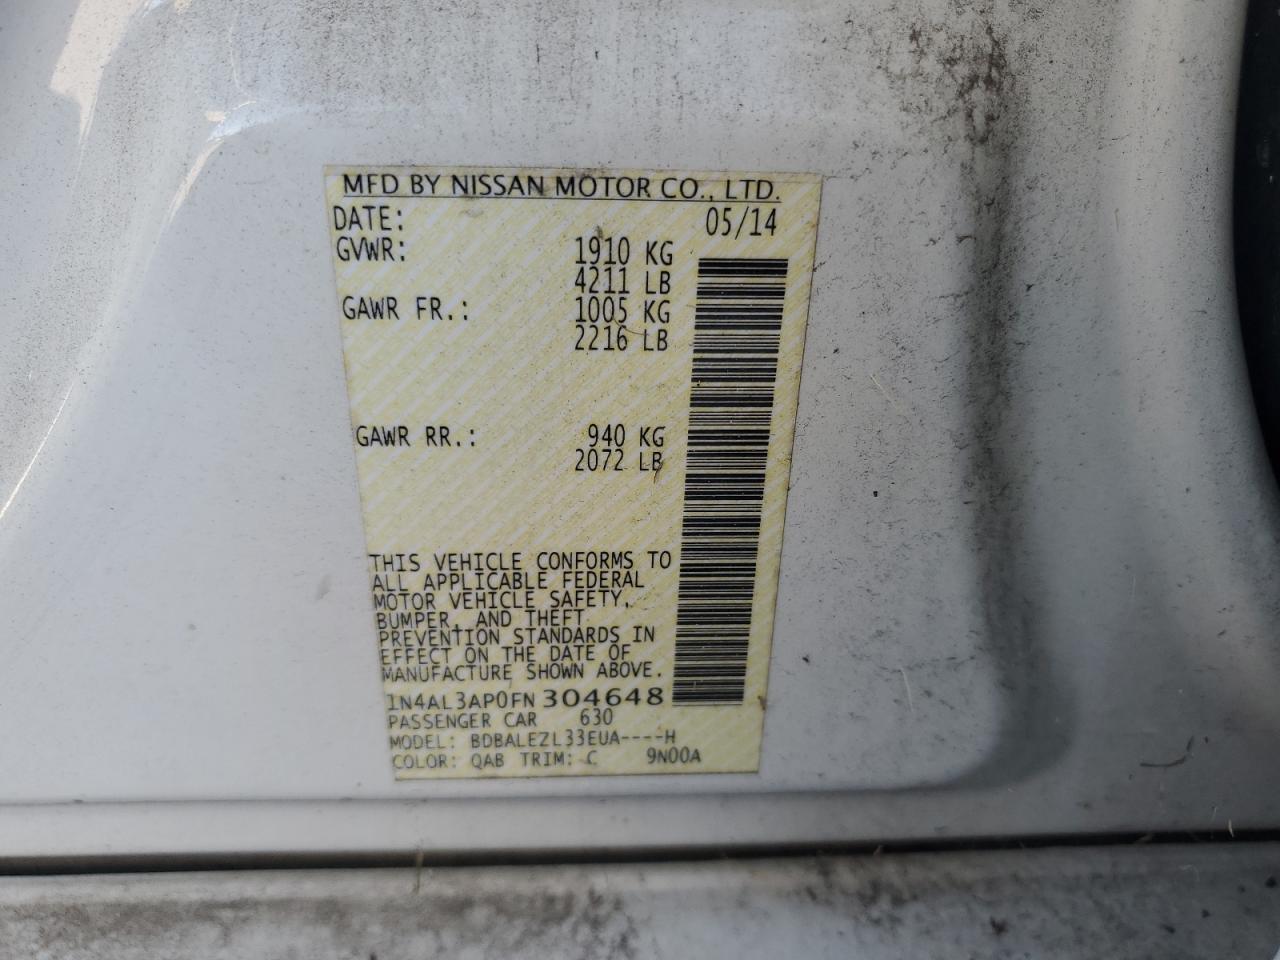 MFD BY NISSAN MOTOR CO., LTD.
DATE: 05/14
GVWR: 1910 KG
4211 LB
GAWR FR.: 1005 KG
2216 LB
GAWR RR.: 940 KG
2072 LB
THIS VEHICLE CONFORMS TO
ALL APPLICABLE FEDERAL
MOTOR VEHICLE SAFETY,
BUMPER, AND THEFT
PREVENTION STANDARDS IN
EFFECT ON THE DATE OF
MANUFACTURE SHOWN ABOVE.
1N4AL3AP0FN304648
PASSENGER CAR 630
MODEL: BDBALEZL33EUA----H
COLOR: QAB TRIM: C 9N00A